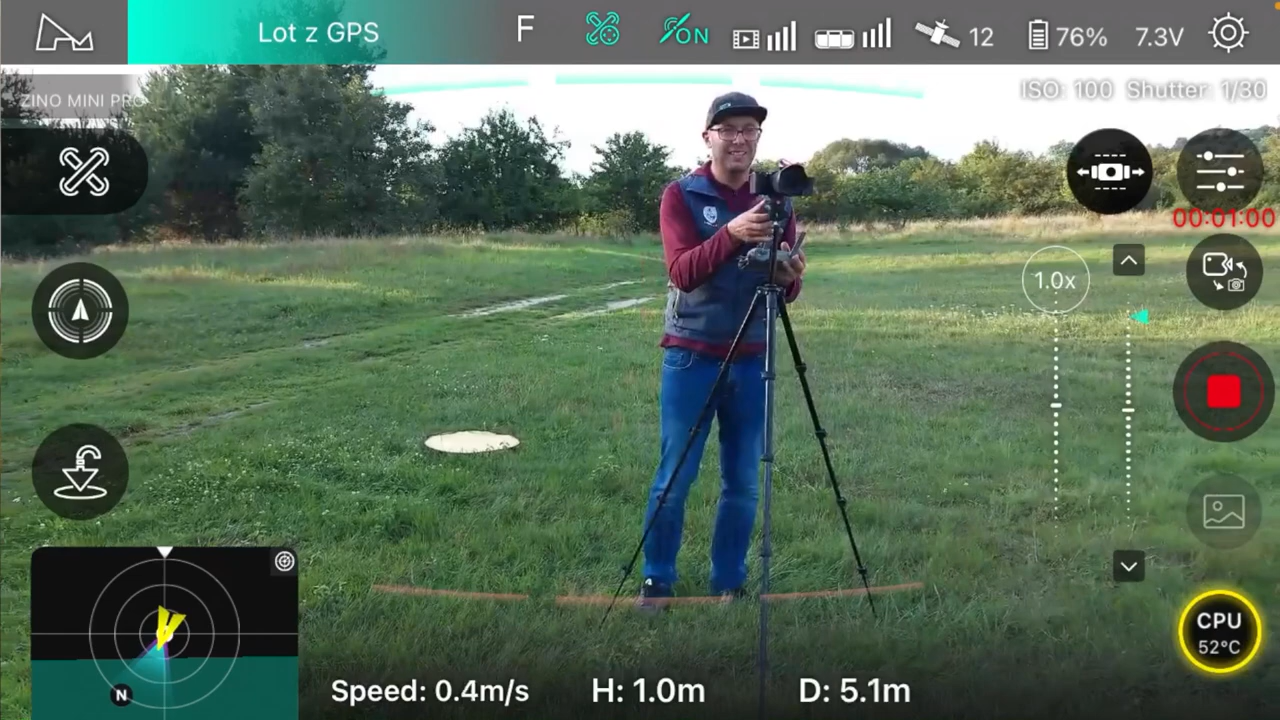 Lot z GPS
F
ON
12
76%
7.3V
ZINO MINI PRO
ISO: 100 Shutter: 1/30
00:01:00
1.0x
CPU
52°C
N
Speed: 0.4m/s H: 1.0m D: 5.1m